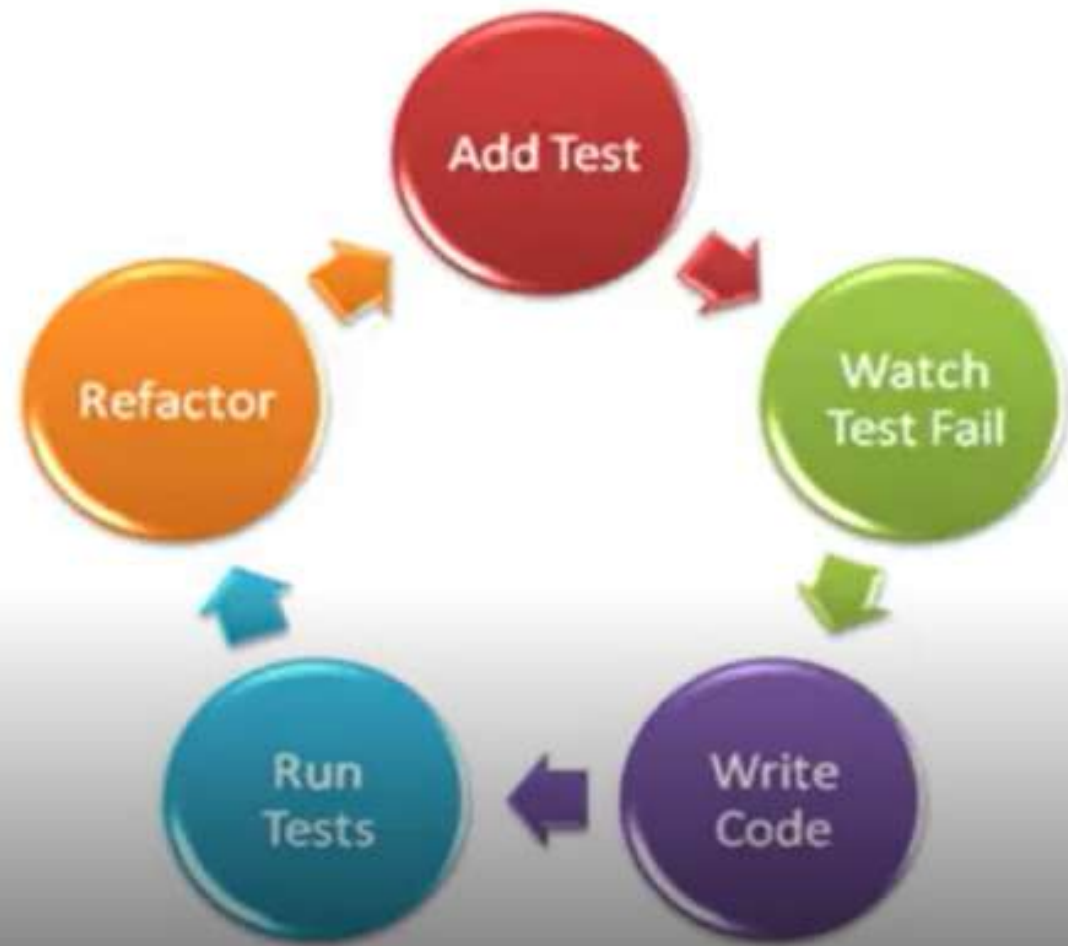 Add Test
Watch
Test Fail
Write
Code
Run
Tests
Refactor